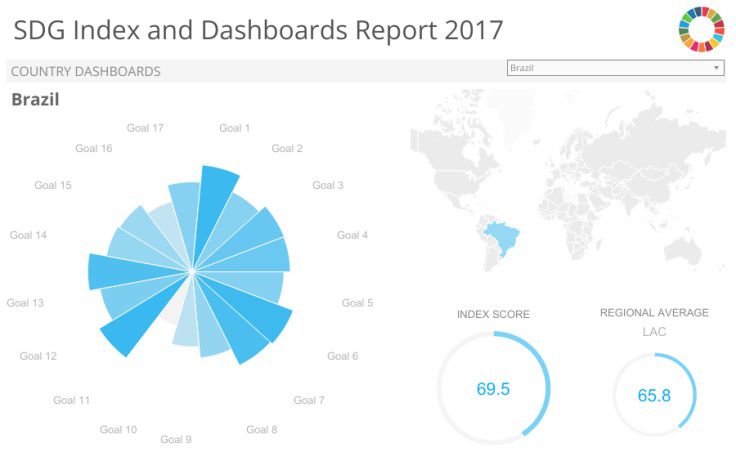 SDG Index and Dashboards Report 2017
COUNTRY DASHBOARDS
Brazil
Brazil
Goal 17
Goal 1
Goal 16
Goal 2
Goal 15
Goal 3
Goal 14
Goal 4
Goal 13
Goal 5
Goal 12
Goal 6
Goal 11
Goal 7
Goal 10
Goal 8
Goal 9
INDEX SCORE
69.5
REGIONAL AVERAGE
LAC
65.8